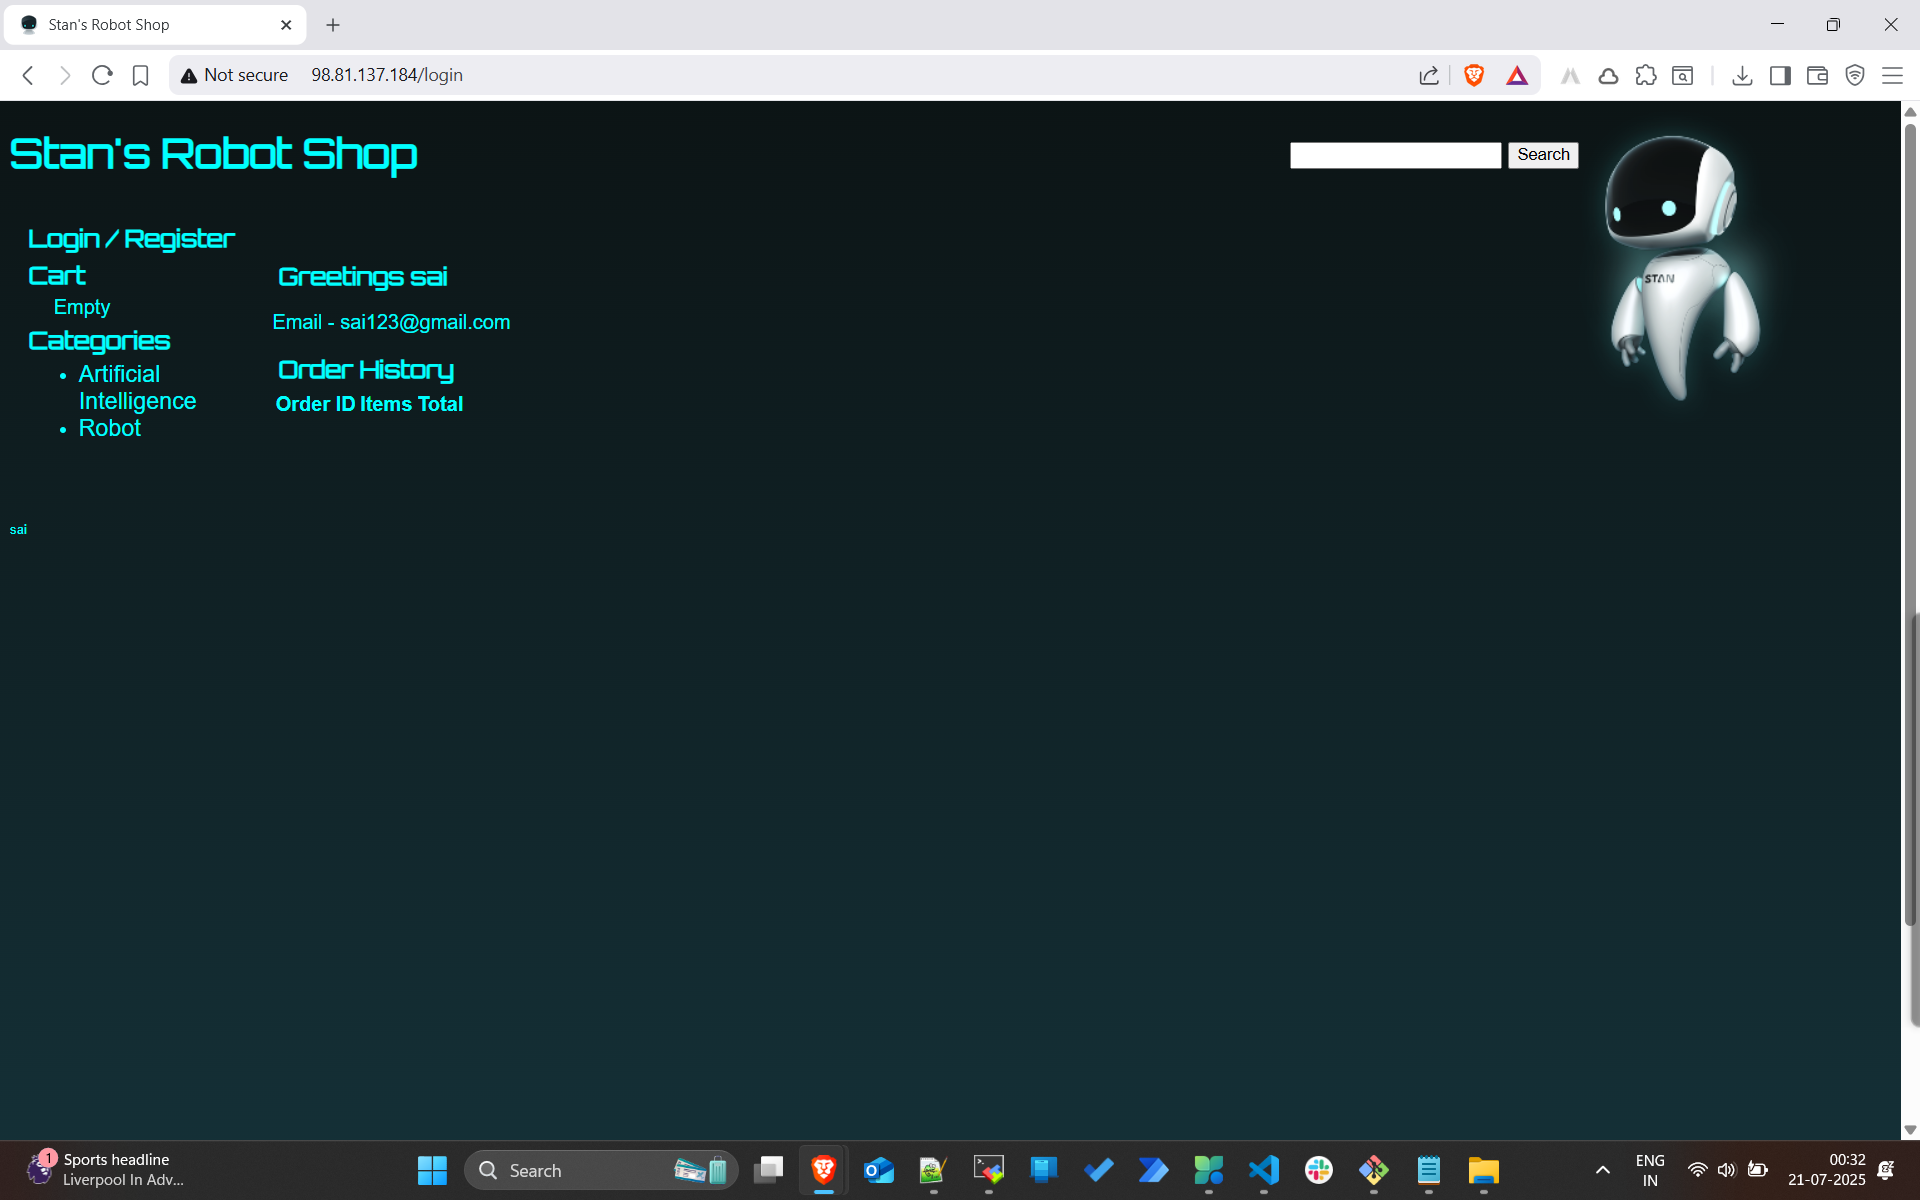 Stan's Robot Shop
Not secure 98.81.137.184/login
Stan's Robot Shop
Search
STAN
Login / Register
Cart
Empty
Categories
Artificial
Intelligence
Robot
Greetings sai
Email - sai123@gmail.com
Order History
Order ID Items Total
sai
1
Sports headline
Liverpool In Adv...
Search
ENG
IN
00:32
21-07-2025